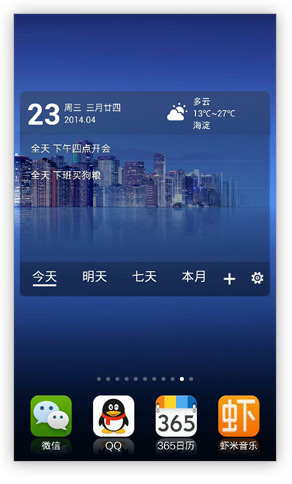 23 周三 三月廿四
2014.04
多云
13℃~27℃
海淀
全天 下午四点开会
全天 下班买狗粮
今天 明天 七天 本月
365
虾
微信 QQ 365日历 虾米音乐